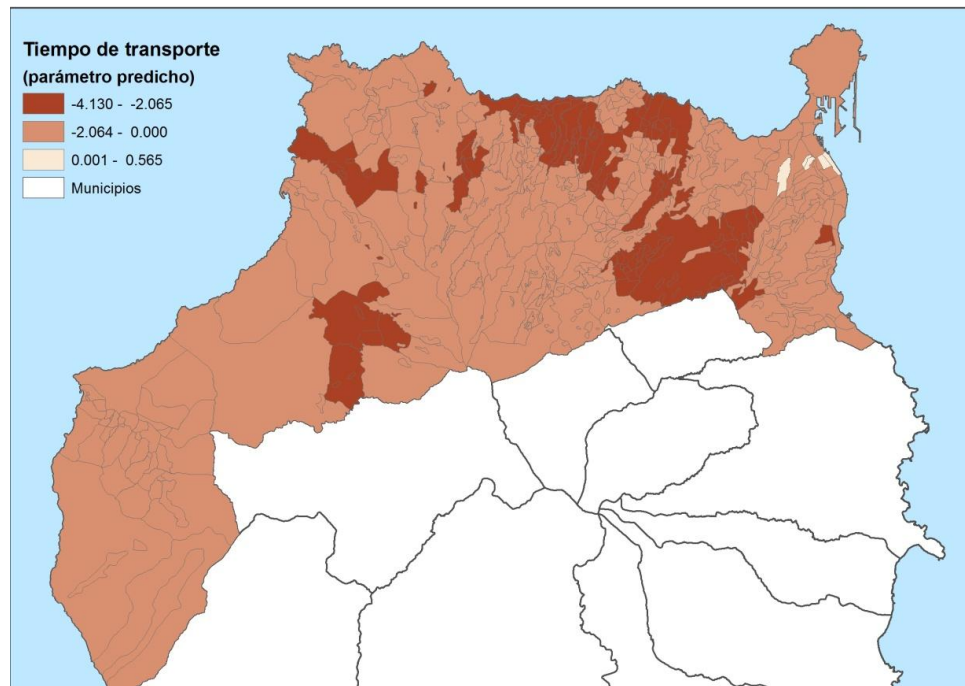 Tiempo de transporte
(parámetro predicho)
-4.130 - -2.065
-2.064 - 0.000
0.001 - 0.565
Municipios